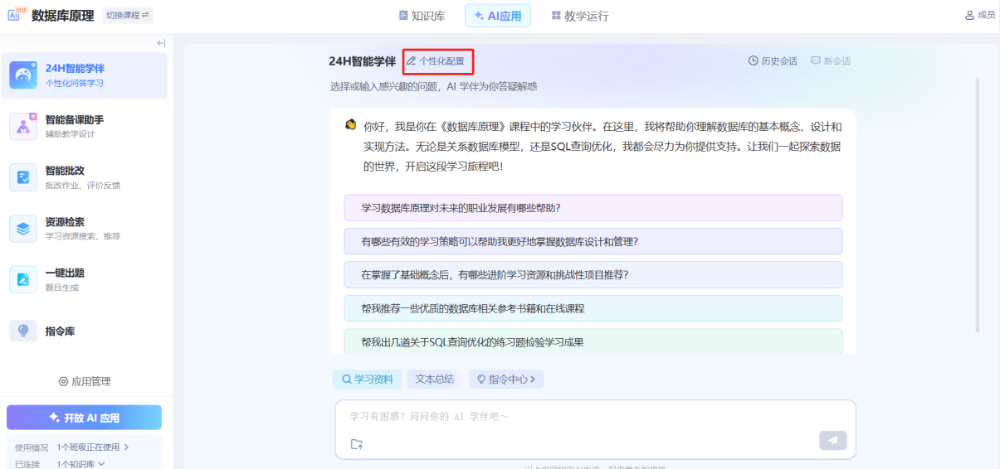 自建
AI
数据库原理
切换课程
知识库
AI应用
教学运行
成员
24H智能学伴
个性化问答学习
智能备课助手
辅助教学设计
智能批改
批改作业、评价反馈
资源检索
学习资源搜索、推荐
一键出题
题目生成
指令库
应用管理
开放 AI 应用
使用情况 1个班级正在使用
已连接 1个知识库
24H智能学伴
个性化配置
历史会话
新会话
选择或输入感兴趣的问题，AI 学伴为你答疑解惑
你好，我是你在《数据库原理》课程中的学习伙伴。在这里，我将帮助你理解数据库的基本概念、设计和
实现方法。无论是关系数据库模型，还是SQL查询优化，我都会尽力为你提供支持。让我们一起探索数据
的世界，开启这段学习旅程吧！
学习数据库原理对未来的职业发展有哪些帮助？
有哪些有效的学习策略可以帮助我更好地掌握数据库设计和管理？
在掌握了基础概念后，有哪些进阶学习资源和挑战性项目推荐？
帮我推荐一些优质的数据库相关参考书籍和在线课程
帮我出几道关于SQL查询优化的练习题检验学习成果
学习资料
文本总结
指令中心
学习有困惑？问问你的 AI 学伴吧～